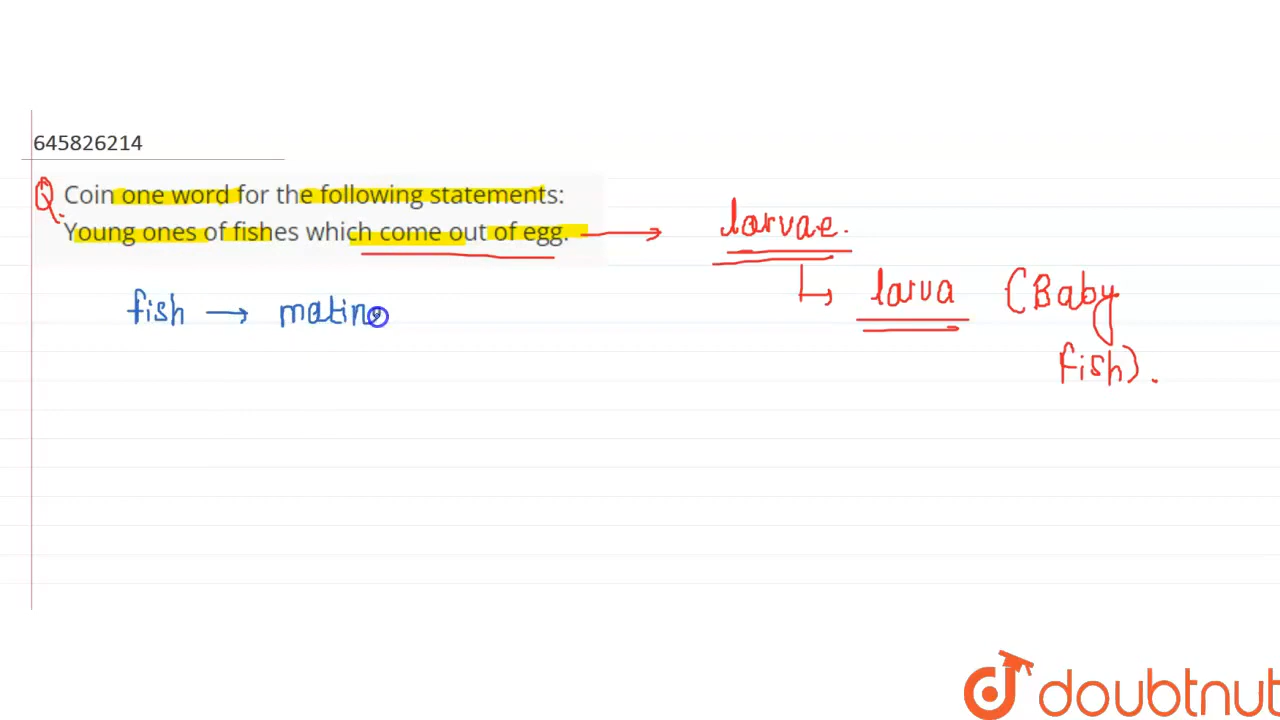 645826214
Q. Coin one word for the following statements:
Young ones of fishes which come out of egg. → larvae.
↳ larva (Baby
fish).
fish → matin
doubtnut